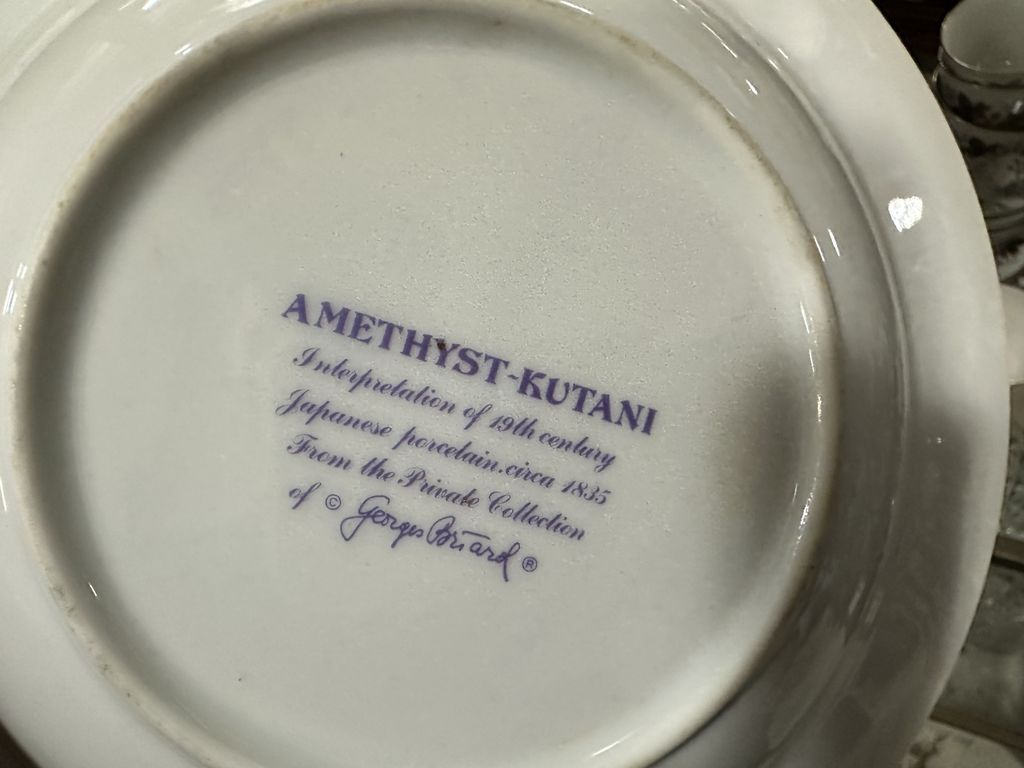 AMETHYST-KUTANI
Interpretation of 19th century
Japanese porcelain.circa 1835
From the Private Collection
of © Georges Briard ®